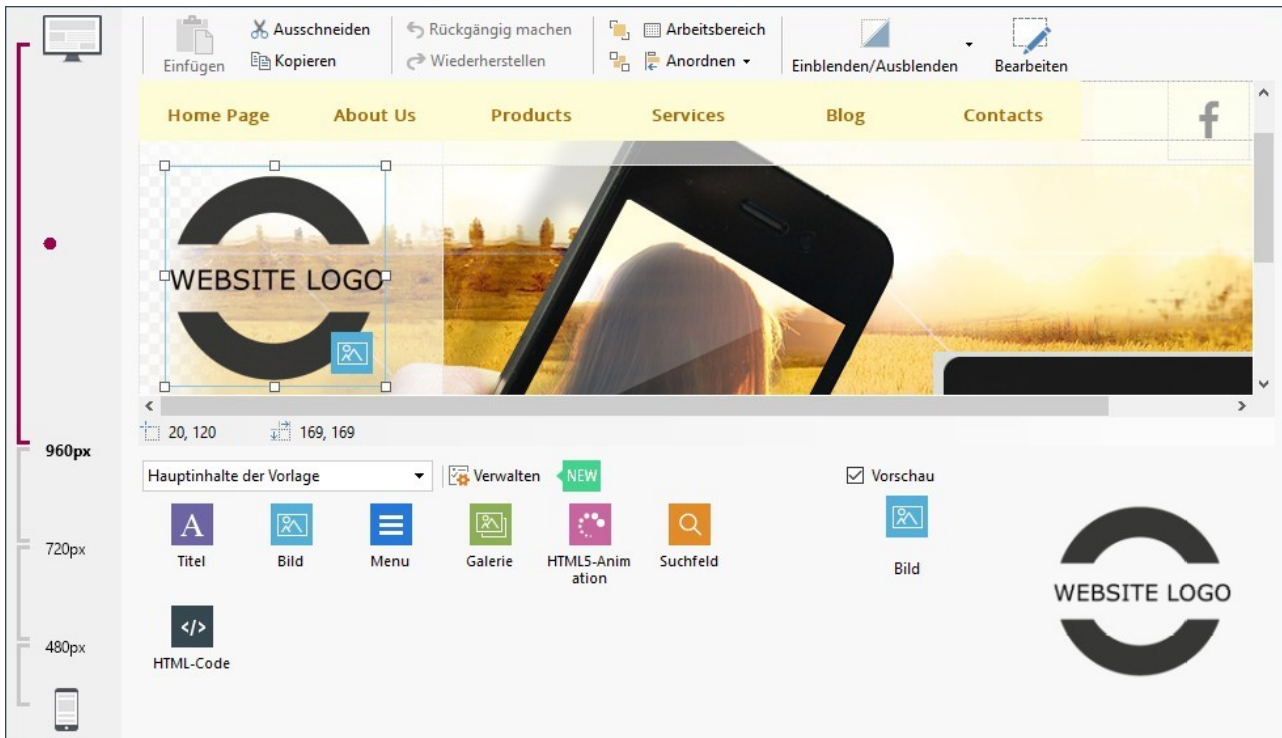 Einfügen
Ausschneiden
Kopieren
Rückgängig machen
Wiederherstellen
Arbeitsbereich
Anordnen
Einblenden/Ausblenden
Bearbeiten
Home Page About Us Products Services Blog Contacts
f
WEBSITE LOGO
20, 120 169, 169
960px
720px
480px
Hauptinhalte der Vorlage
Verwalten
NEW
Vorschau
A
Titel
Bild
Menu
Galerie
HTML5-Anim
ation
Suchfeld
</>
HTML-Code
Bild
WEBSITE LOGO